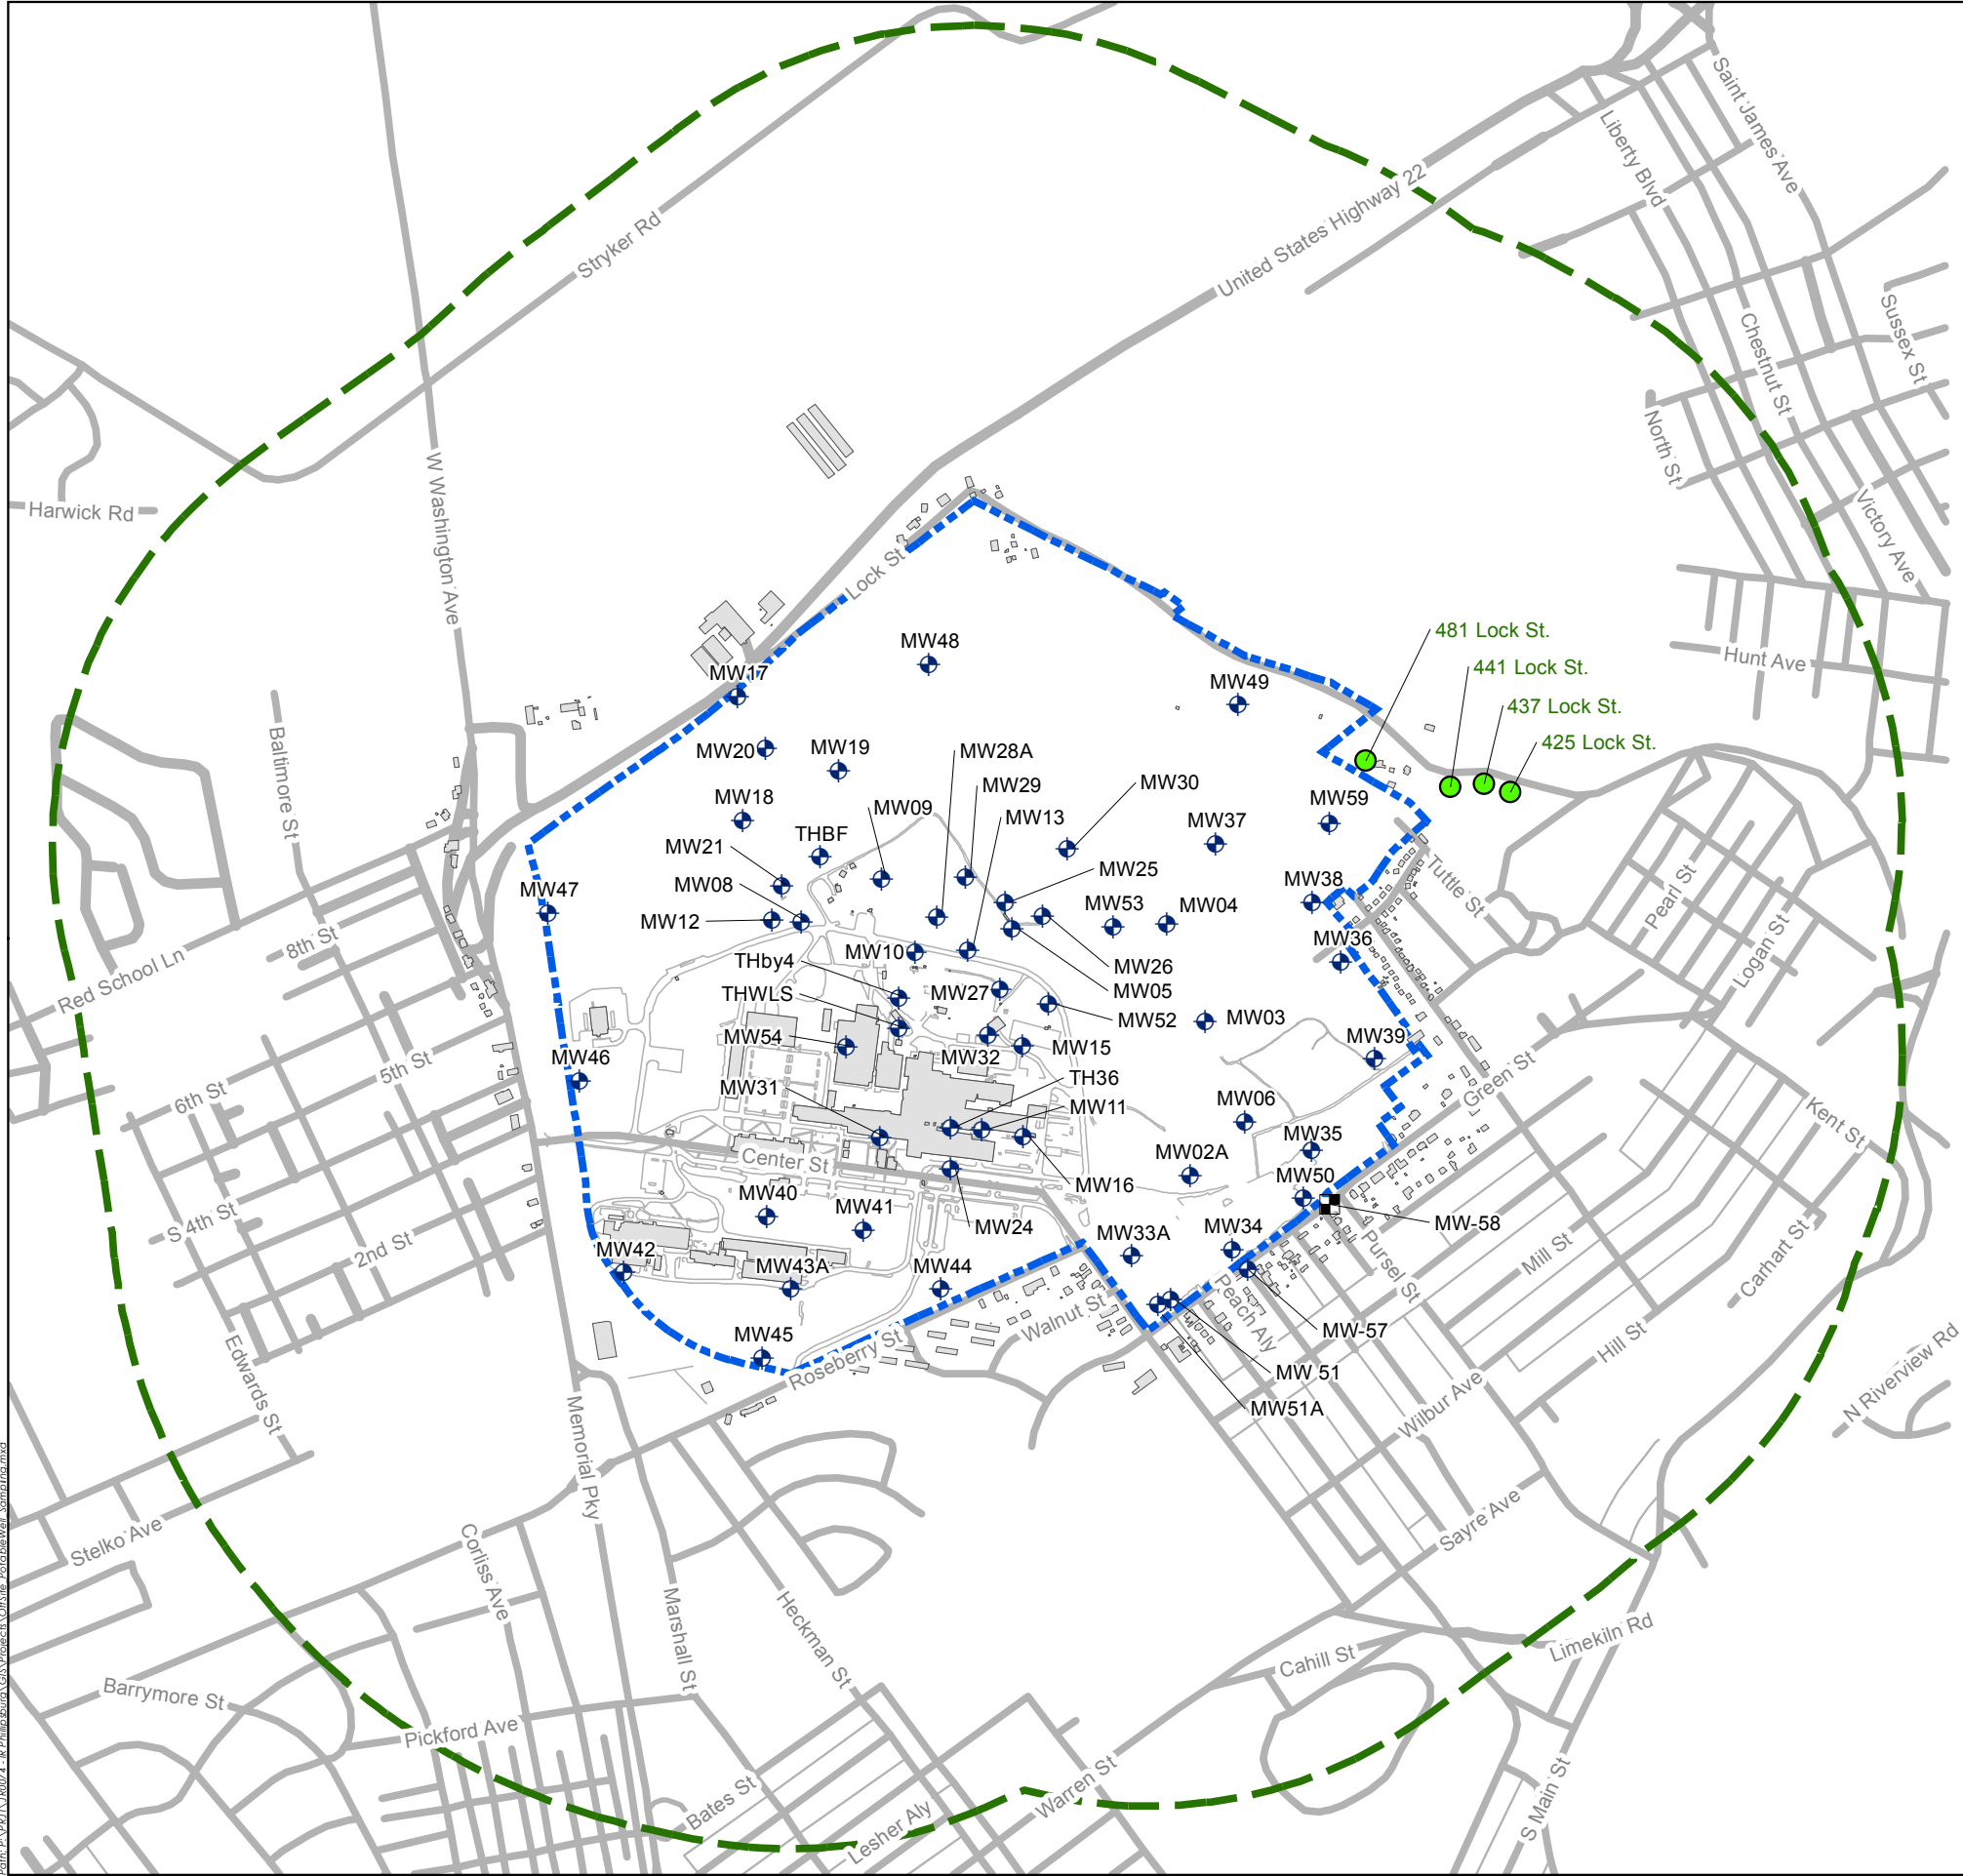 Saint James Ave
Liberty Blvd
United States Highway 22
Stryker Rd
Sussex St
Chestnut St
North St
W Washington Ave
Harwick Rd
Victory Ave
Lock St
481 Lock St.
MW48
Hunt Ave
441 Lock St.
MW17
MW49
437 Lock St.
425 Lock St.
Baltimore St
MW20
MW19
MW28A
MW29
MW30
MW18
MW09
MW13
MW59
MW37
THBF
MW21
MW25
Tuttle St
MW08
MW38
Pearl St
MW47
MW53
MW04
MW12
8th St
MW36
Logan St
MW10
THby4
MW26
Red School Ln
THWLS
MW27
MW05
MW52
MW03
MW54
MW32
MW15
MW39
5th St
MW46
TH36
6th St
MW31
MW11
Green St
MW06
Kent St
MW35
Center St
MW02A
MW16
MW50
MW40
MW41
S 4th St
MW24
MW-58
MW33A
MW34
2nd St
MW42
MW43A
MW44
Pursel St
Mill St
Carhart St
Peach Aly
Walnut St
MW45
MW-57
Roseberry St
Hill St
Edwards St
MW 51
N Riverview Rd
MW51A
Wilbur Ave
Memorial Pky
Stelko Ave
Sayre Ave
Corliss Ave
Marshall St
Heckman St
Limekiln Rd
Cahill St
Barrymore St
Pickford Ave
Bates St
Warren St
S Main St
Lesher Aly